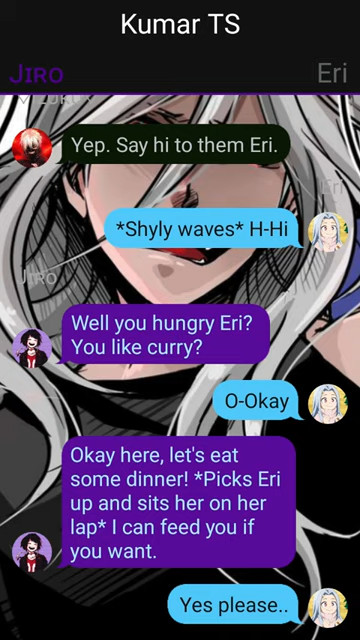 Kumar TS
Jiro
Eri
Yep. Say hi to them Eri.
Eri
*Shyly waves* H-Hi
Jiro
Well you hungry Eri?
You like curry?
O-Okay
Okay here, let's eat
some dinner! *Picks Eri
up and sits her on her
lap* I can feed you if
you want.
Yes please..